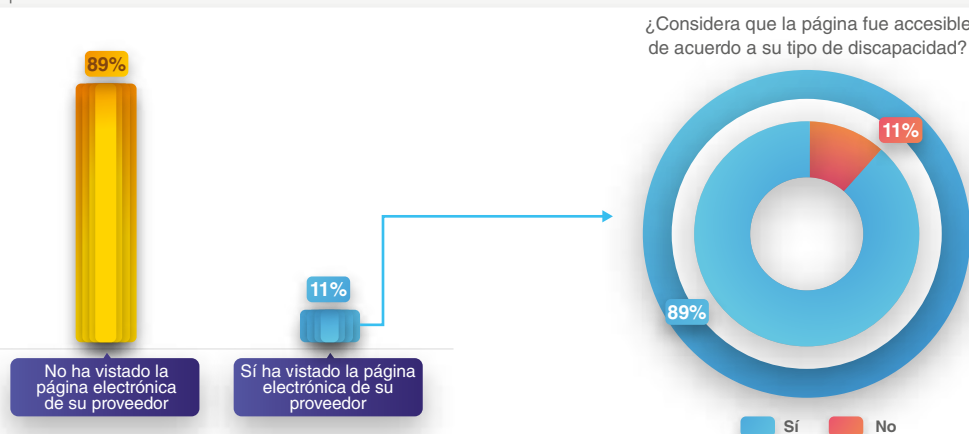 89%
No ha vistado la
página electrónica
de su proveedor
11%
Sí ha vistado la página
electrónica de su
proveedor
¿Considera que la página fue accesible
de acuerdo a su tipo de discapacidad?
11%
89%
Sí
No